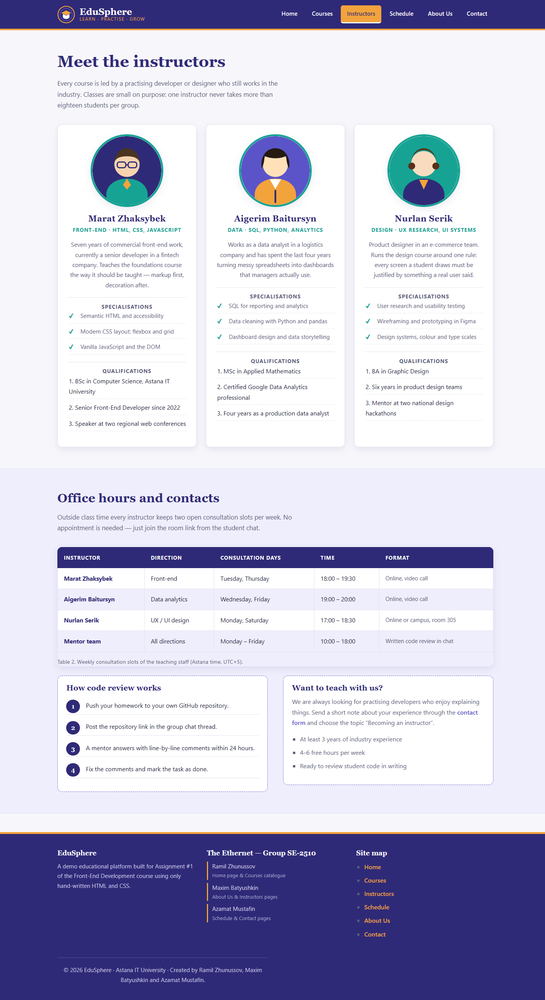 EduSphere
LEARN · PRACTISE · GROW
Home
Courses
Instructors
Schedule
About Us
Contact
Meet the instructors
Every course is led by a practising developer or designer who still works in the
industry. Classes are small on purpose: one instructor never takes more than
eighteen students per group.
Marat Zhaksybek
FRONT-END · HTML, CSS, JAVASCRIPT
Seven years of commercial front-end work,
currently a senior developer in a fintech
company. Teaches the foundations course
the way it should be taught — markup first,
decoration after.
SPECIALISATIONS
✔ Semantic HTML and accessibility
✔ Modern CSS layout: flexbox and grid
✔ Vanilla JavaScript and the DOM
QUALIFICATIONS
1. BSc in Computer Science, Astana IT
University
2. Senior Front-End Developer since 2022
3. Speaker at two regional web conferences
Aigerim Baitursyn
DATA · SQL, PYTHON, ANALYTICS
Works as a data analyst in a logistics
company and has spent the last four years
turning messy spreadsheets into dashboards
that managers actually use.
SPECIALISATIONS
✔ SQL for reporting and analytics
✔ Data cleaning with Python and pandas
✔ Dashboard design and data storytelling
QUALIFICATIONS
1. MSc in Applied Mathematics
2. Certified Google Data Analytics
professional
3. Four years as a production data analyst
Nurlan Serik
DESIGN · UX RESEARCH, UI SYSTEMS
Product designer in an e-commerce team.
Runs the design course around one rule:
every screen a student draws must be
justified by something a real user said.
SPECIALISATIONS
✔ User research and usability testing
✔ Wireframing and prototyping in Figma
✔ Design systems, colour and type scales
QUALIFICATIONS
1. BA in Graphic Design
2. Six years in product design teams
3. Mentor at two national design
hackathons
Office hours and contacts
Outside class time every instructor keeps two open consultation slots per week. No
appointment is needed — just join the room link from the student chat.
INSTRUCTOR DIRECTION CONSULTATION DAYS TIME FORMAT
Marat Zhaksybek Front-end Tuesday, Thursday 18:00 – 19:30 Online, video call
Aigerim Baitursyn Data analytics Wednesday, Friday 19:00 – 20:00 Online, video call
Nurlan Serik UX / UI design Monday, Saturday 17:00 – 18:30 Online or campus, room 305
Mentor team All directions Monday – Friday 10:00 – 18:00 Written code review in chat
Table 2. Weekly consultation slots of the teaching staff (Astana time, UTC+5).
How code review works
1 Push your homework to your own GitHub repository.
2 Post the repository link in the group chat thread.
3 A mentor answers with line-by-line comments within 24 hours.
4 Fix the comments and mark the task as done.
Want to teach with us?
We are always looking for practising developers who enjoy explaining
things. Send a short note about your experience through the contact
form and choose the topic “Becoming an instructor”.
At least 3 years of industry experience
4–6 free hours per week
Ready to review student code in writing
EduSphere
A demo educational platform built for Assignment #1
of the Front-End Development course using only
hand-written HTML and CSS.
The Ethernet — Group SE-2510
Ramil Zhunussov
Home page & Courses catalogue
Maxim Batyushkin
About Us & Instructors pages
Azamat Mustafin
Schedule & Contact pages
Site map
Home
Courses
Instructors
Schedule
About Us
Contact
© 2026 EduSphere · Astana IT University · Created by Ramil Zhunussov, Maxim
Batyushkin and Azamat Mustafin.